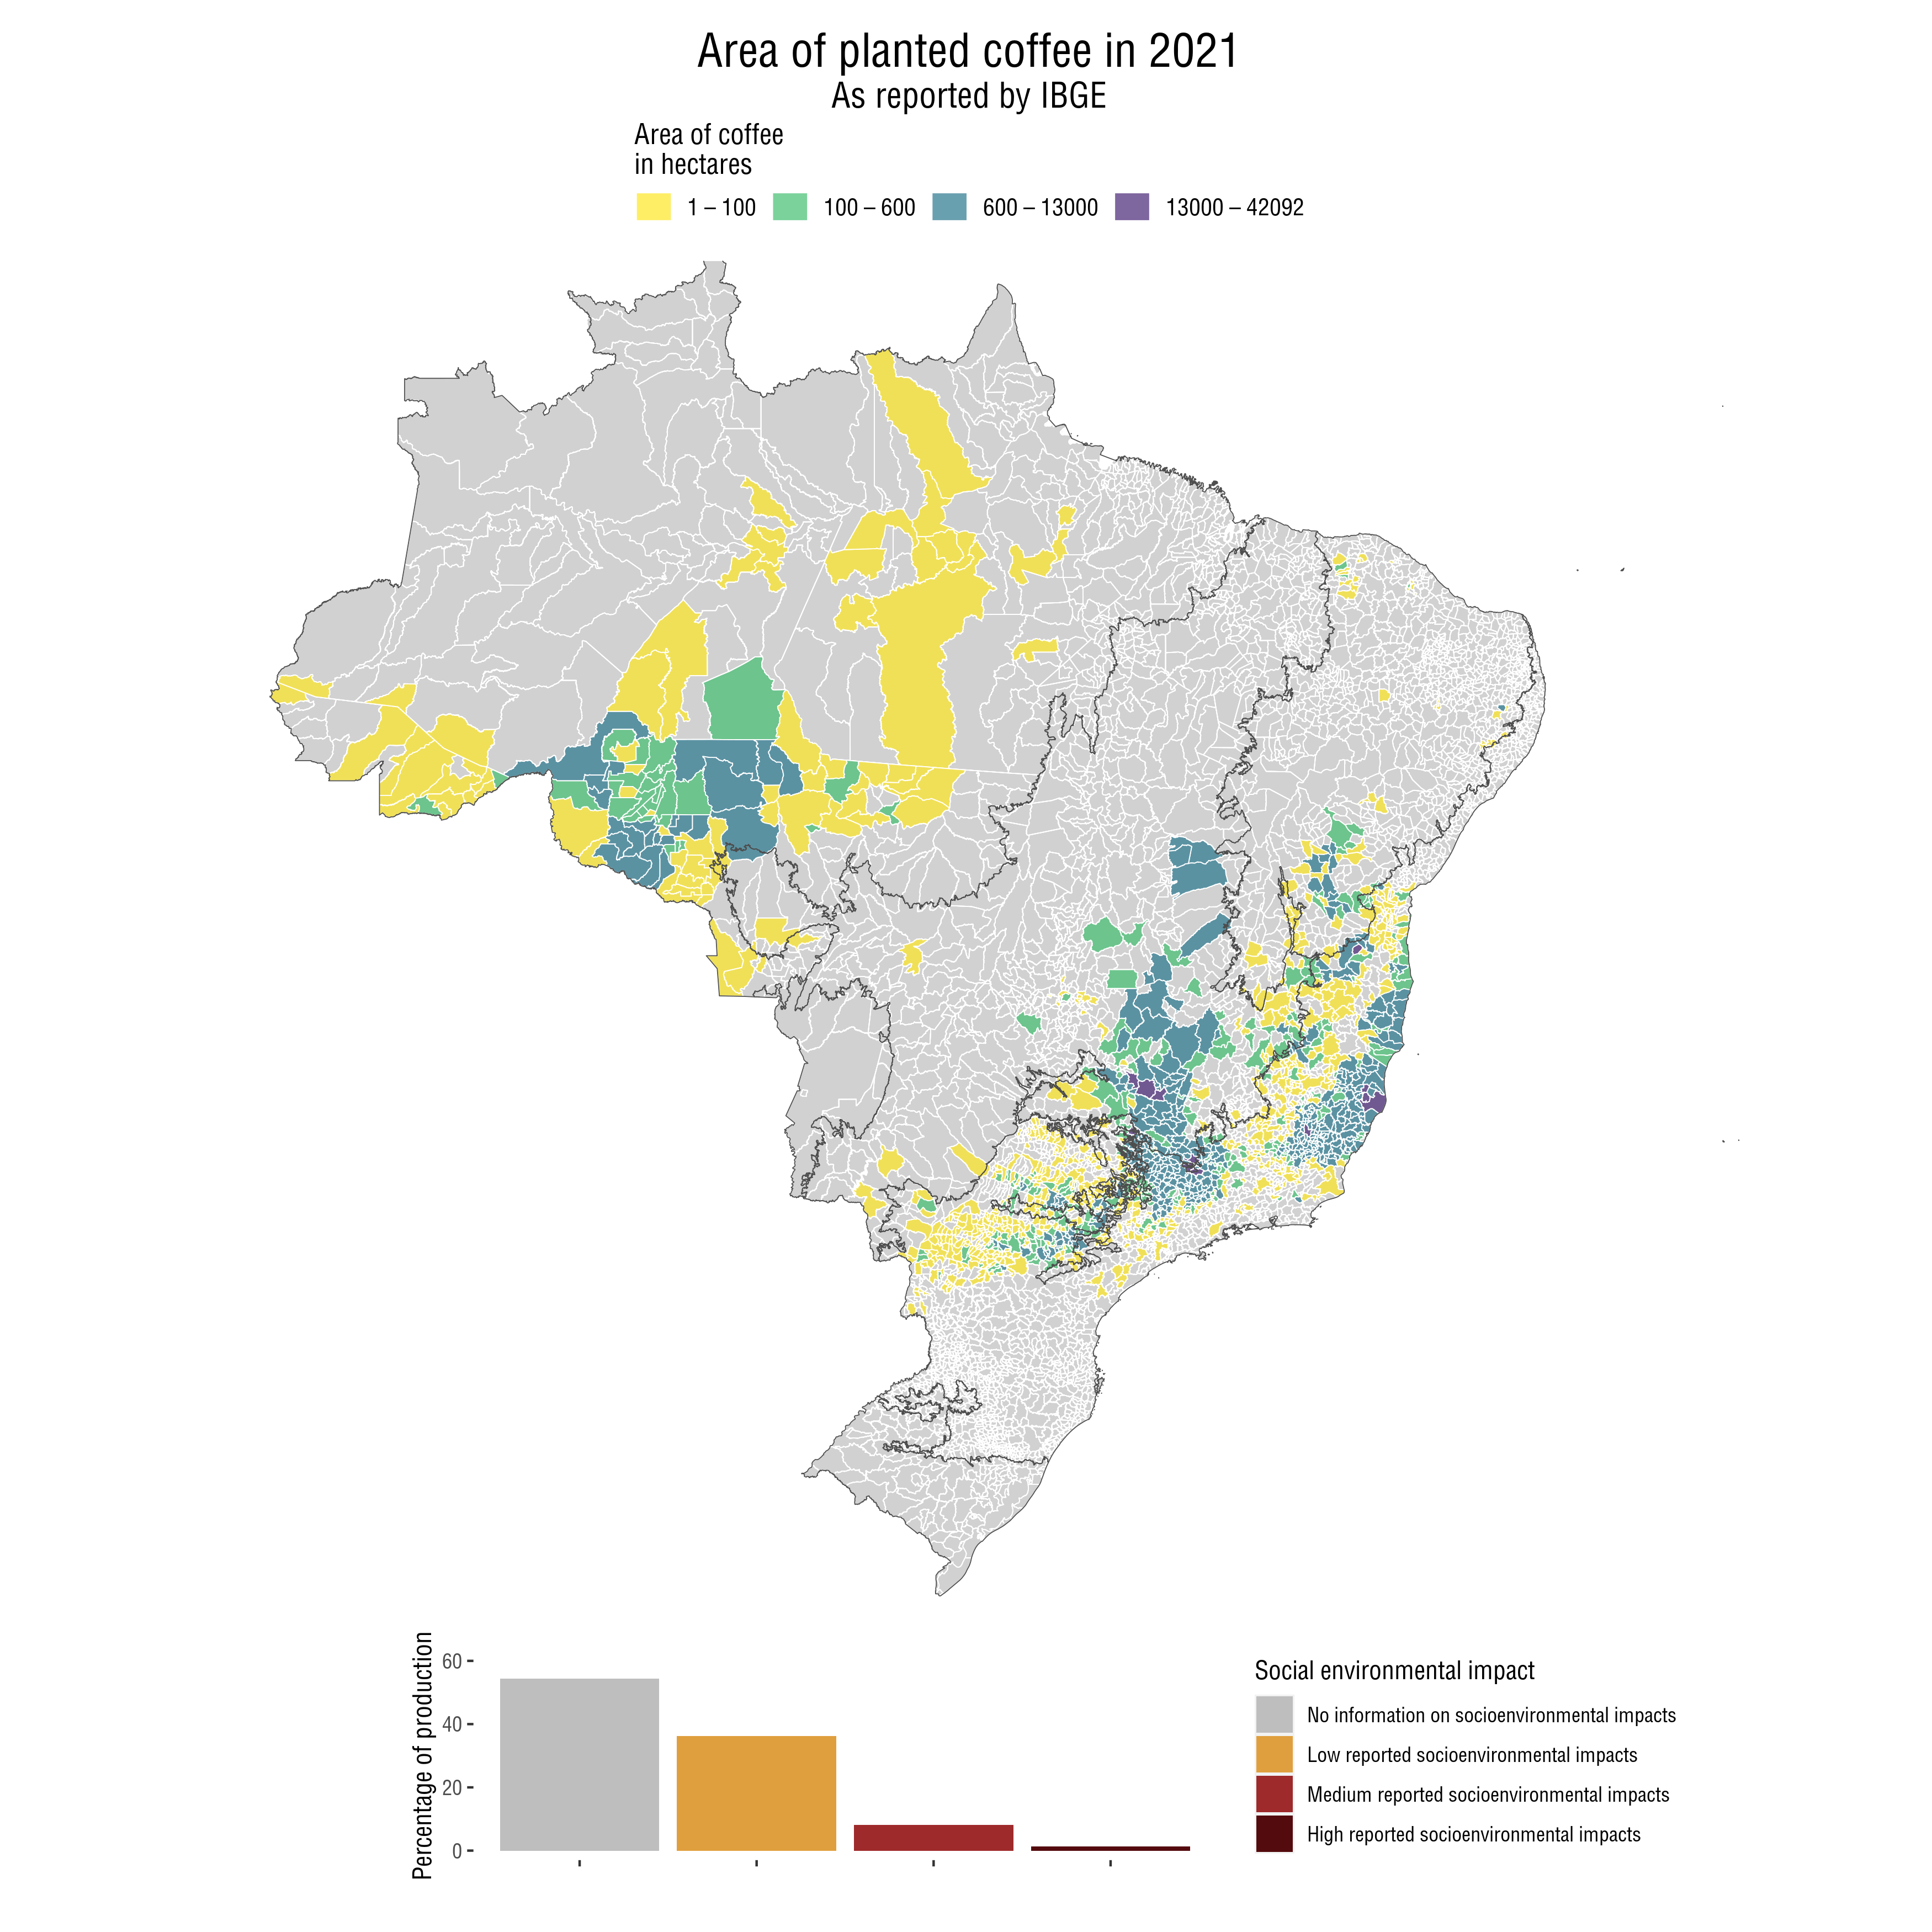 Area of planted coffee in 2021
As reported by IBGE
Area of coffee
in hectares
1 – 100
100 – 600
600 – 13000
13000 – 42092
Percentage of production
60
40
20
0
Social environmental impact
No information on socioenvironmental impacts
Low reported socioenvironmental impacts
Medium reported socioenvironmental impacts
High reported socioenvironmental impacts